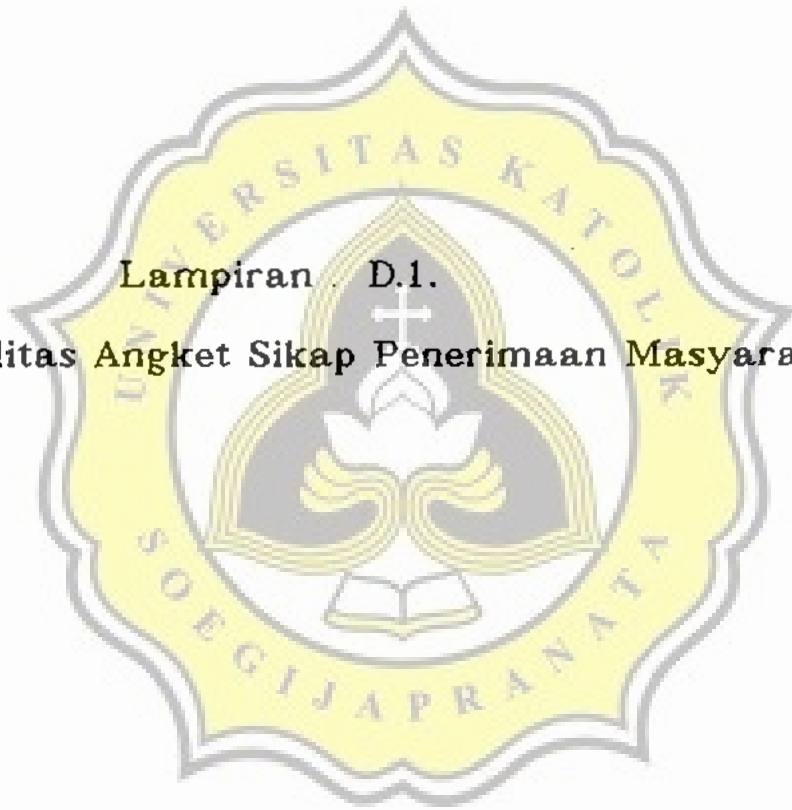 UNIVERSITAS KATOLIK
Lampiran . D.1.
litas Angket Sikap Penerimaan Masyara
SOEGIJAPRANATA